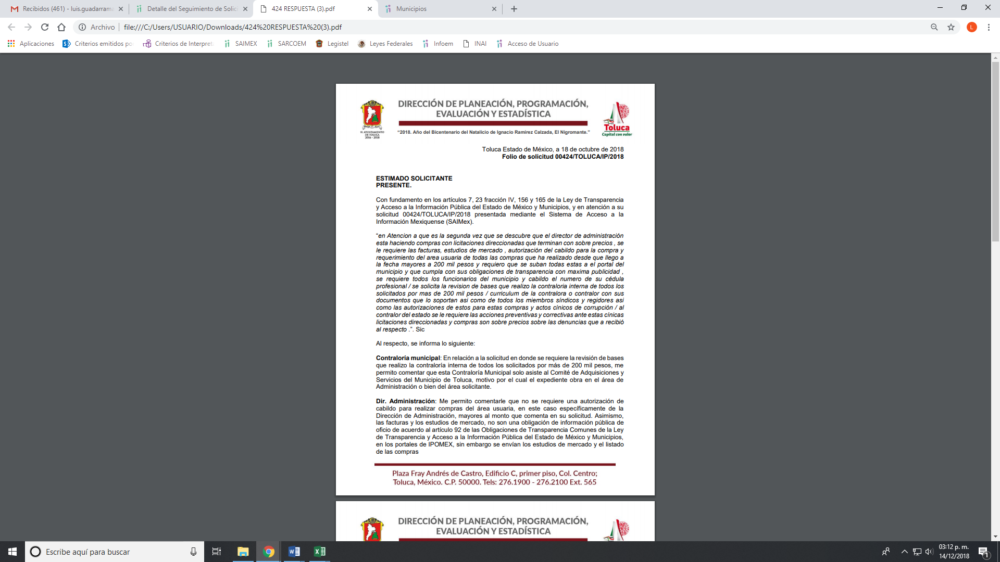 Recibidos (461) - luis.guadarrama
Detalle del Seguimiento de Solici
424 RESPUESTA (3).pdf
Municipios
Archivo
file:///C:/Users/USUARIO/Downloads/424%20RESPUESTA%20(3).pdf
L
Aplicaciones
Criterios emitidos po
Criterios de Interpret
SAIMEX
SARCOEM
Legistel
Leyes Federales
Infoem
INAI
Acceso de Usuario
DIRECCIÓN DE PLANEACIÓN, PROGRAMACIÓN,
EVALUACIÓN Y ESTADÍSTICA
"2018. Año del Bicentenario del Natalicio de Ignacio Ramírez Calzada, El Nigromante."
H. AYUNTAMIENTO
DE TOLUCA
2016 - 2018
Toluca
Capital con valor
Toluca Estado de México, a 18 de octubre de 2018
Folio de solicitud 00424/TOLUCA/IP/2018
ESTIMADO SOLICITANTE
PRESENTE.
Con fundamento en los artículos 7, 23 fracción IV, 156 y 165 de la Ley de Transparencia
y Acceso a la Información Pública del Estado de México y Municipios, y en atención a su
solicitud 00424/TOLUCA/IP/2018 presentada mediante el Sistema de Acceso a la
Información Mexiquense (SAIMex).
"en Atencion a que es la segunda vez que se descubre que el director de administración
esta haciendo compras con licitaciones direccionadas que terminan con sobre precios , se
le requiere las facturas, estudios de mercado , autorización del cabildo para la compra y
requerimiento del area usuaria de todas las compras que ha realizado desde que llego a
la fecha mayores a 200 mil pesos y requiero que se suban todas estas a el portal del
municipio y que cumpla con sus obligaciones de transparencia con maxima publicidad ,
se requiere todos los funcionarios del municipio y cabildo el numero de su cédula
profesional / se solicita la revision de bases que realizo la contraloria interna de todos los
solicitados por mas de 200 mil pesos / curriculum de la contralora o contralor con sus
documentos que lo soportan asi como de todos los miembros síndicos y regidores asi
como las autorizaciones de estos para estas compras y actos cínicos de corrupción / al
contralor del estado se le requiere las acciones preventivas y correctivas ante estas cínicas
licitaciones direccionadas y compras son sobre precios sobre las denuncias que a recibió
al respecto .". Sic
Al respecto, se informa lo siguiente:
Contraloría municipal: En relación a la solicitud en donde se requiere la revisión de bases
que realizo la contraloría interna de todos los solicitados por más de 200 mil pesos, me
permito comentar que esta Contraloría Municipal solo asiste al Comité de Adquisiciones y
Servicios del Municipio de Toluca, motivo por el cual el expediente obra en el área de
Administración o bien del área solicitante.
Dir. Administración: Me permito comentarle que no se requiere una autorización de
cabildo para realizar compras del área usuaria, en este caso específicamente de la
Dirección de Administración, mayores al monto que comenta en su solicitud. Asimismo,
las facturas y los estudios de mercado, no son una obligación de información pública de
oficio de acuerdo al artículo 92 de las Obligaciones de Transparencia Comunes de la Ley
de Transparencia y Acceso a la Información Pública del Estado de México y Municipios,
en los portales de IPOMEX, sin embargo se envían los estudios de mercado y el listado
de las compras
Plaza Fray Andrés de Castro, Edificio C, primer piso, Col. Centro;
Toluca, México. C.P. 50000. Tels: 276.1900 - 276.2100 Ext. 565
DIRECCIÓN DE PLANEACIÓN, PROGRAMACIÓN,
EVALUACIÓN Y ESTADÍSTICA
Escribe aquí para buscar
03:12 p. m.
14/12/2018
1